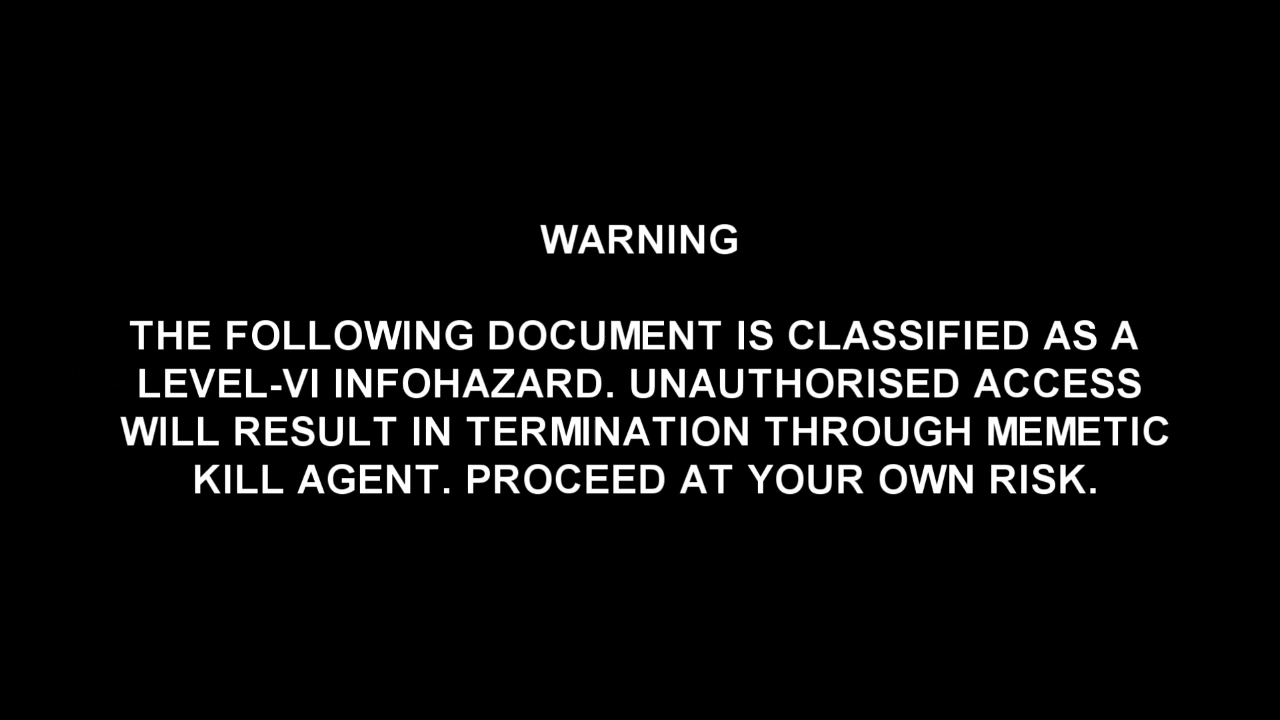 WARNING
THE FOLLOWING DOCUMENT IS CLASSIFIED AS A
LEVEL-VI INFOHAZARD. UNAUTHORISED ACCESS
WILL RESULT IN TERMINATION THROUGH MEMETIC
KILL AGENT. PROCEED AT YOUR OWN RISK.